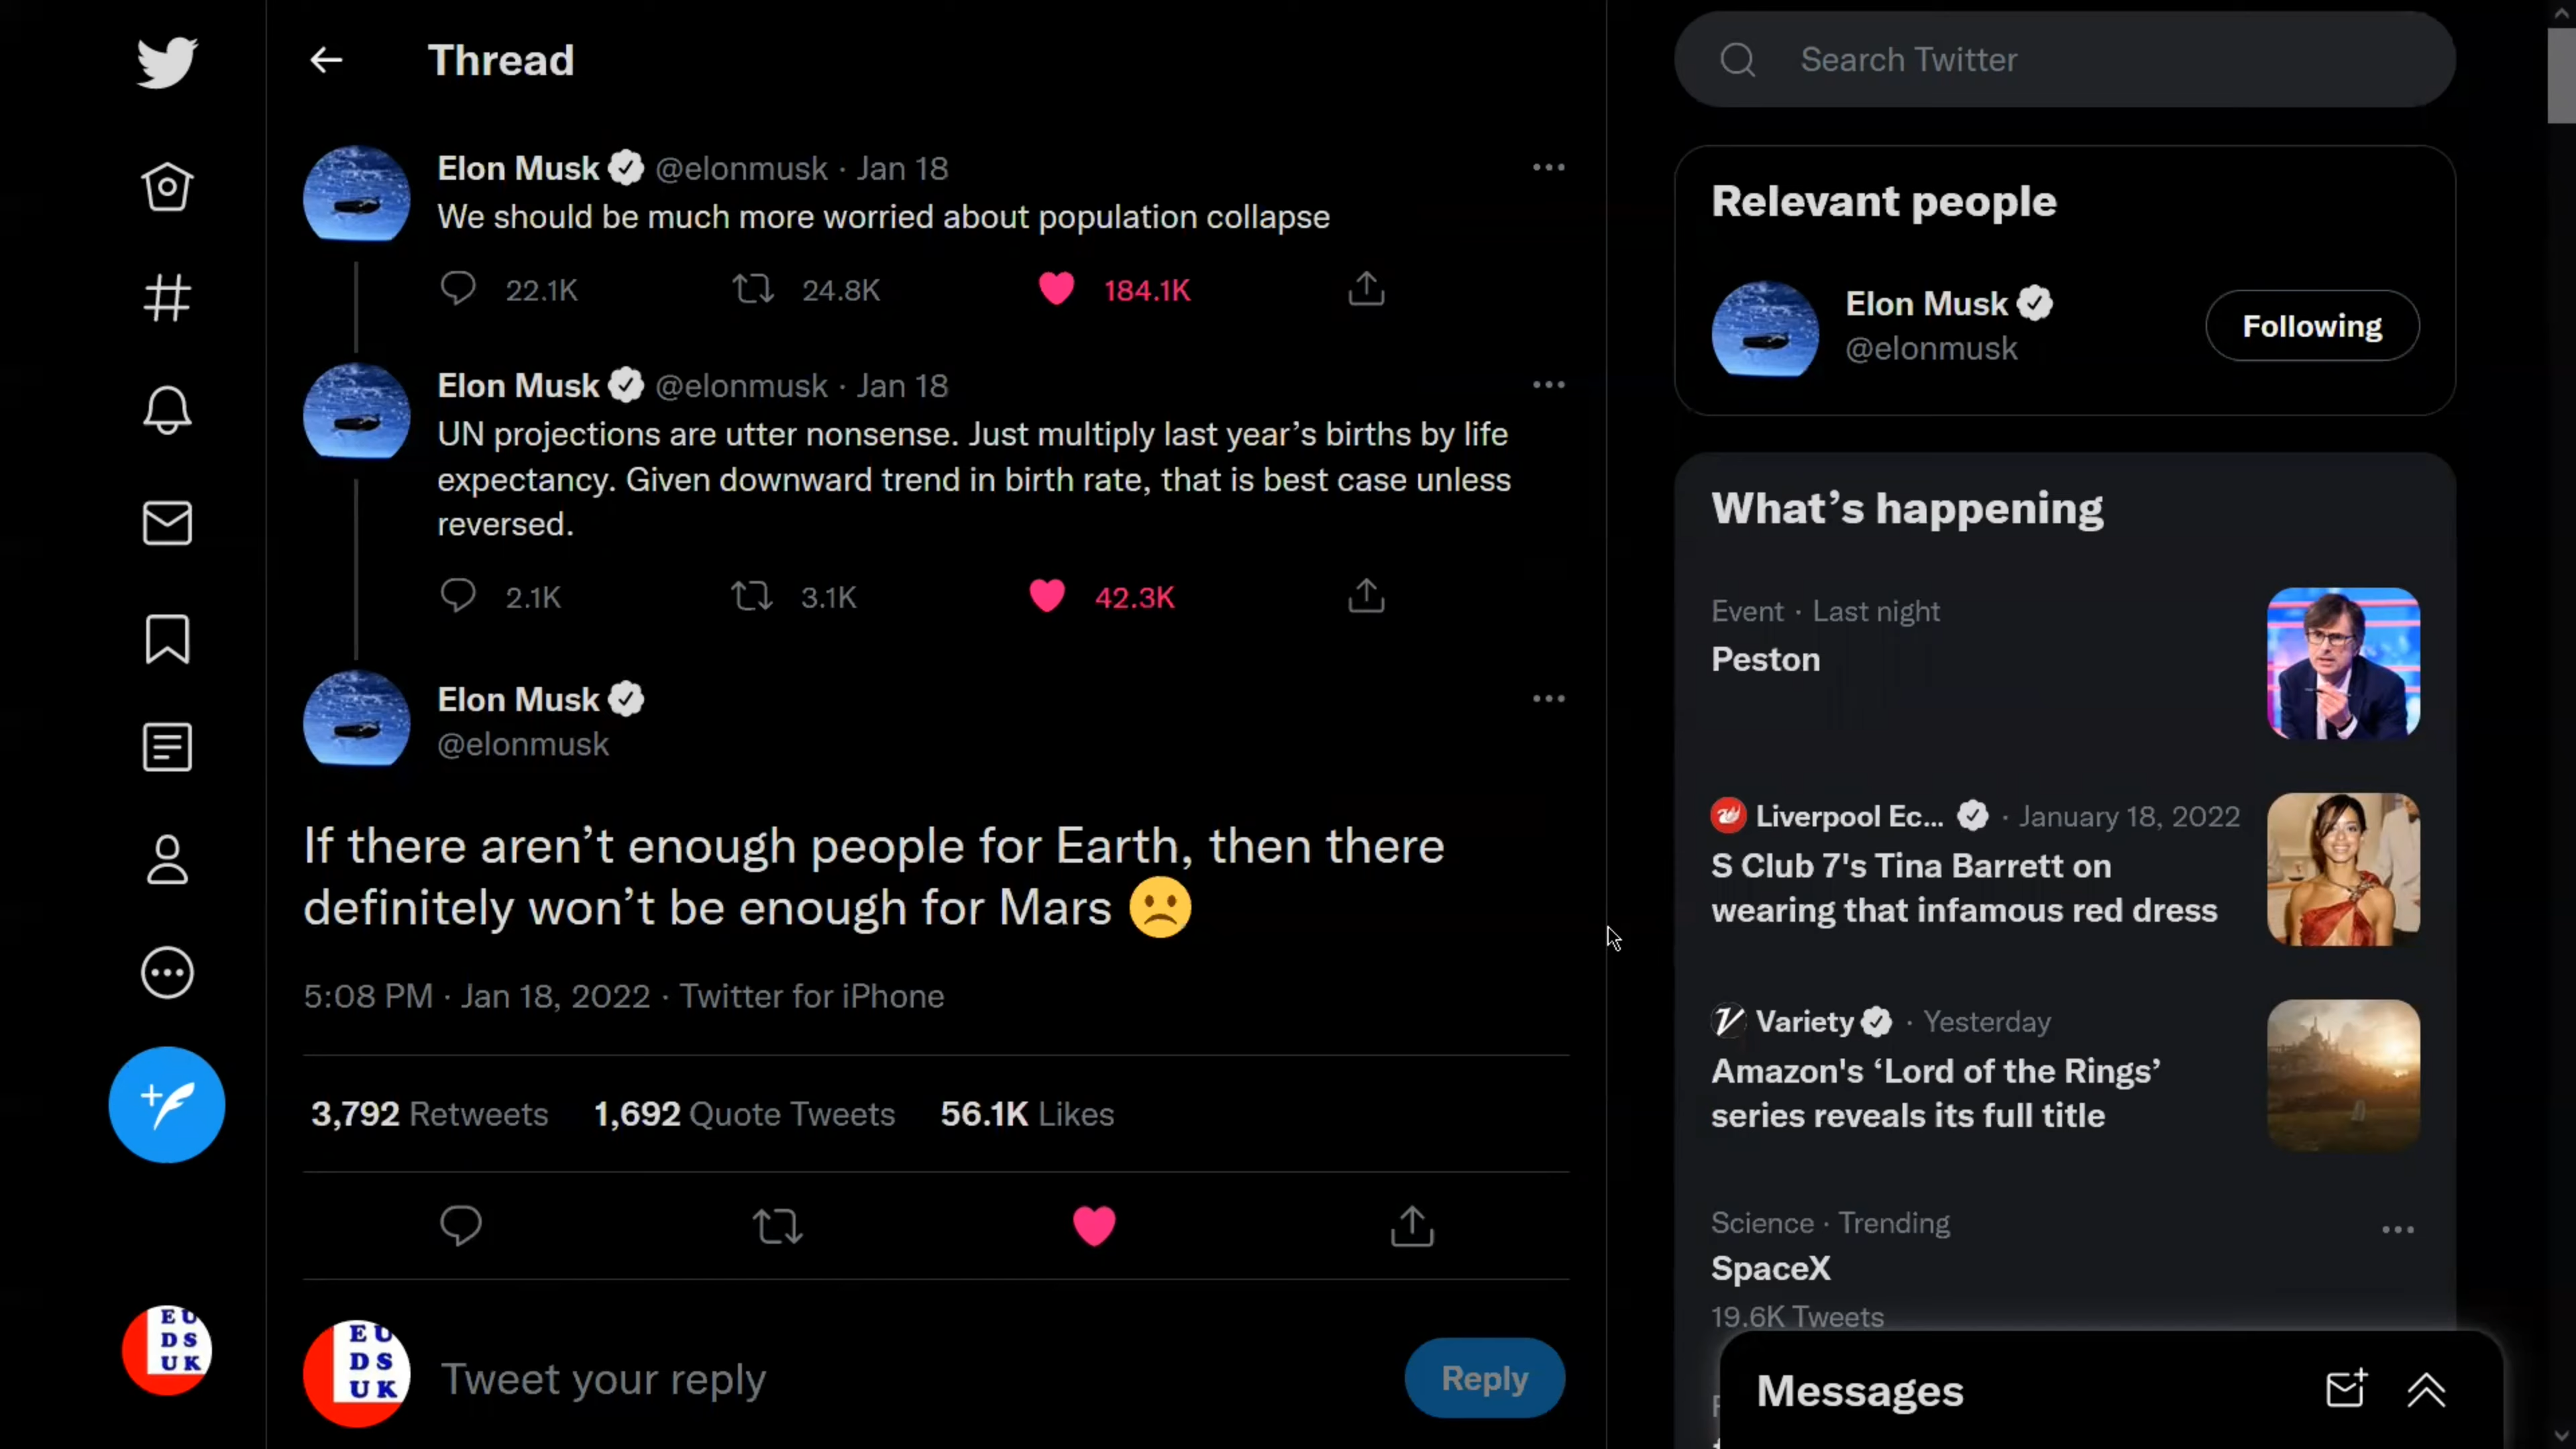 Thread
Elon Musk @elonmusk · Jan 18
We should be much more worried about population collapse
22.1K 24.8K 184.1K
Elon Musk @elonmusk · Jan 18
UN projections are utter nonsense. Just multiply last year’s births by life
expectancy. Given downward trend in birth rate, that is best case unless
reversed.
2.1K 3.1K 42.3K
Elon Musk
@elonmusk
If there aren’t enough people for Earth, then there
definitely won’t be enough for Mars
5:08 PM · Jan 18, 2022 · Twitter for iPhone
3,792 Retweets 1,692 Quote Tweets 56.1K Likes
E U
D S
U K
E U
D S
U K
Tweet your reply
Reply
Search Twitter
Relevant people
Elon Musk
@elonmusk
Following
What’s happening
Event · Last night
Peston
Liverpool Ec... · January 18, 2022
S Club 7's Tina Barrett on
wearing that infamous red dress
Variety · Yesterday
Amazon's ‘Lord of the Rings’
series reveals its full title
Science · Trending
SpaceX
19.6K Tweets
Messages